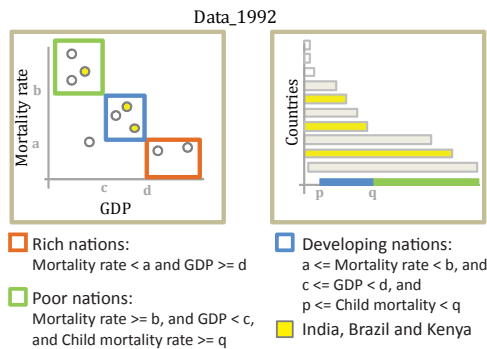 Data_1992
Mortality rate
b
a
c
d
GDP
Countries
p
q
Rich nations:
Mortality rate < a and GDP >= d
Poor nations:
Mortality rate >= b, and GDP < c,
and Child mortality rate >= q
Developing nations:
a <= Mortality rate < b, and
c <= GDP < d, and
p <= Child mortality < q
India, Brazil and Kenya